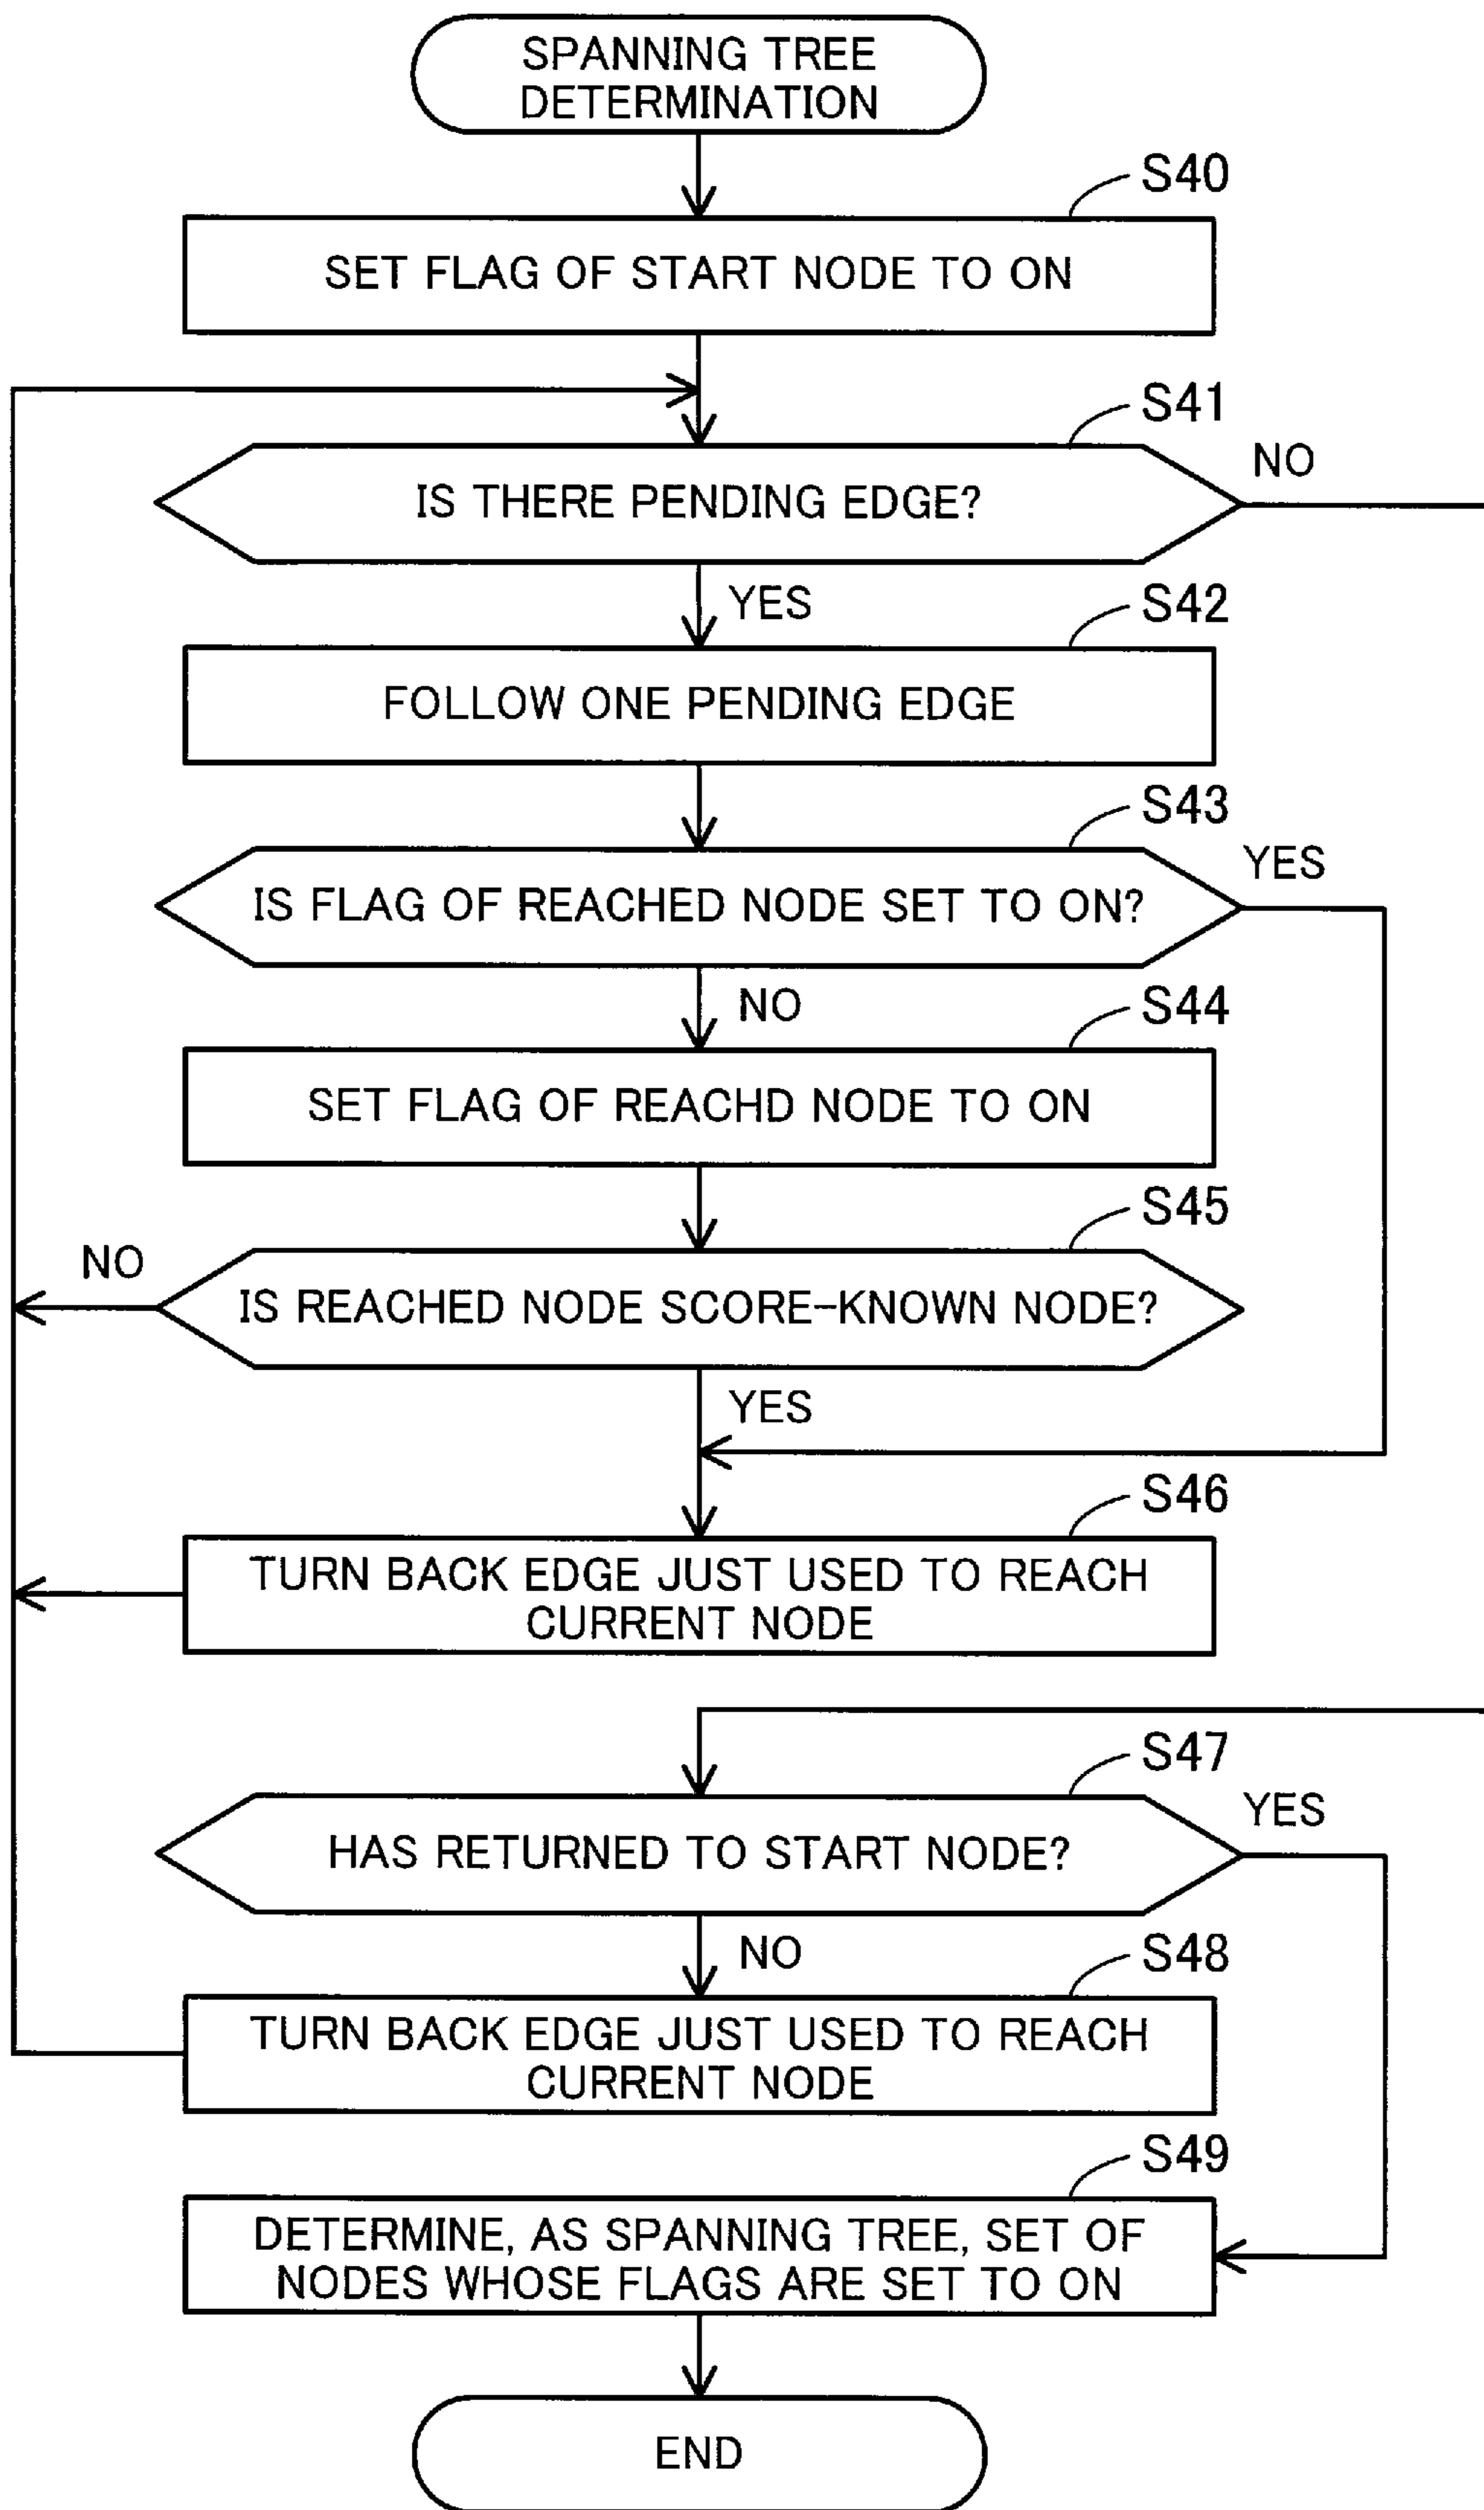 SPANNING TREE
DETERMINATION
S40
SET FLAG OF START NODE TO ON
S41
IS THERE PENDING EDGE?
NO
YES
S42
FOLLOW ONE PENDING EDGE
S43
IS FLAG OF REACHED NODE SET TO ON?
YES
NO
S44
SET FLAG OF REACHD NODE TO ON
S45
NO
IS REACHED NODE SCORE-KNOWN NODE?
YES
S46
TURN BACK EDGE JUST USED TO REACH
CURRENT NODE
S47
HAS RETURNED TO START NODE?
YES
NO
S48
TURN BACK EDGE JUST USED TO REACH
CURRENT NODE
S49
DETERMINE, AS SPANNING TREE, SET OF
NODES WHOSE FLAGS ARE SET TO ON
END